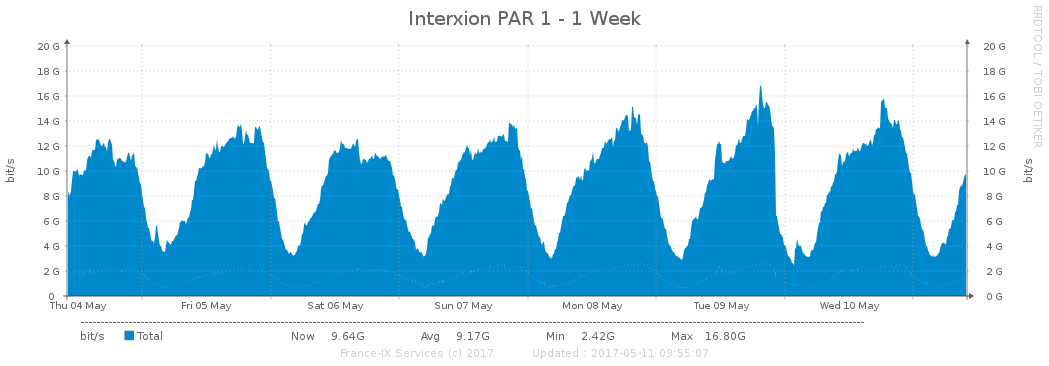 Interxion PAR 1 - 1 Week
RRDTOOL / TOBI OETIKER
20 G 20 G
18 G 18 G
16 G 16 G
14 G 14 G
12 G 12 G
10 G 10 G
8 G 8 G
6 G 6 G
4 G 4 G
2 G 2 G
0 0 G
bit/s
bit/s
Thu 04 May Fri 05 May Sat 06 May Sun 07 May Mon 08 May Tue 09 May Wed 10 May
bit/s Total Now 9.64G Avg 9.17G Min 2.42G Max 16.80G
France-IX Services (c) 2017 Updated : 2017-05-11 09:55:07